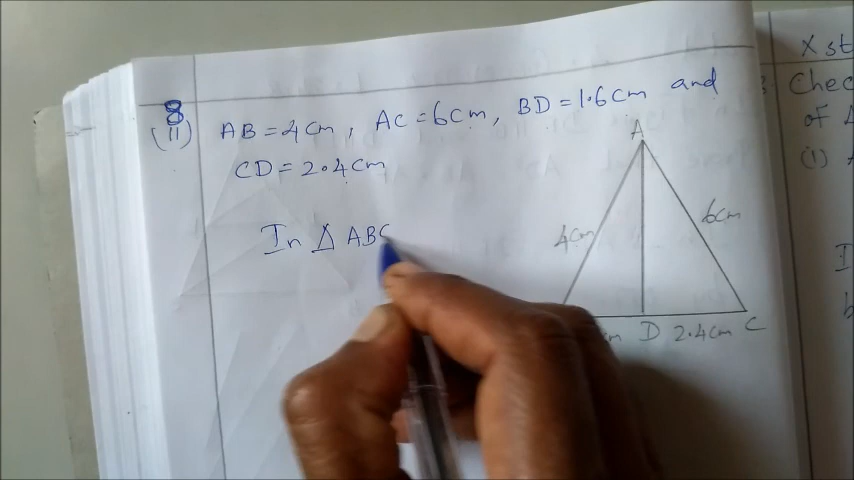 8
(ii) AB = 4cm, AC = 6cm, BD = 1.6cm and
CD = 2.4cm
In Δ ABC
A
4cm
6cm
D 2.4cm C
X st
Chec
of Δ
(i)